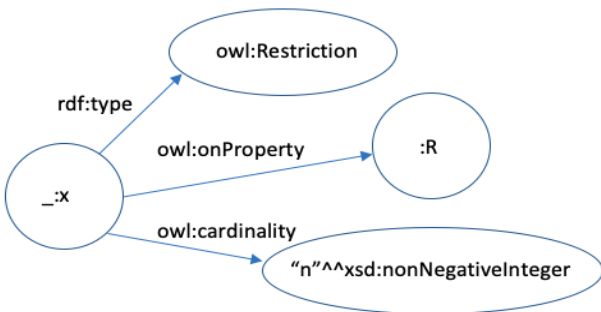 owl:Restriction
rdf:type
owl:onProperty
:R
_:x
owl:cardinality
“n”^^xsd:nonNegativeInteger